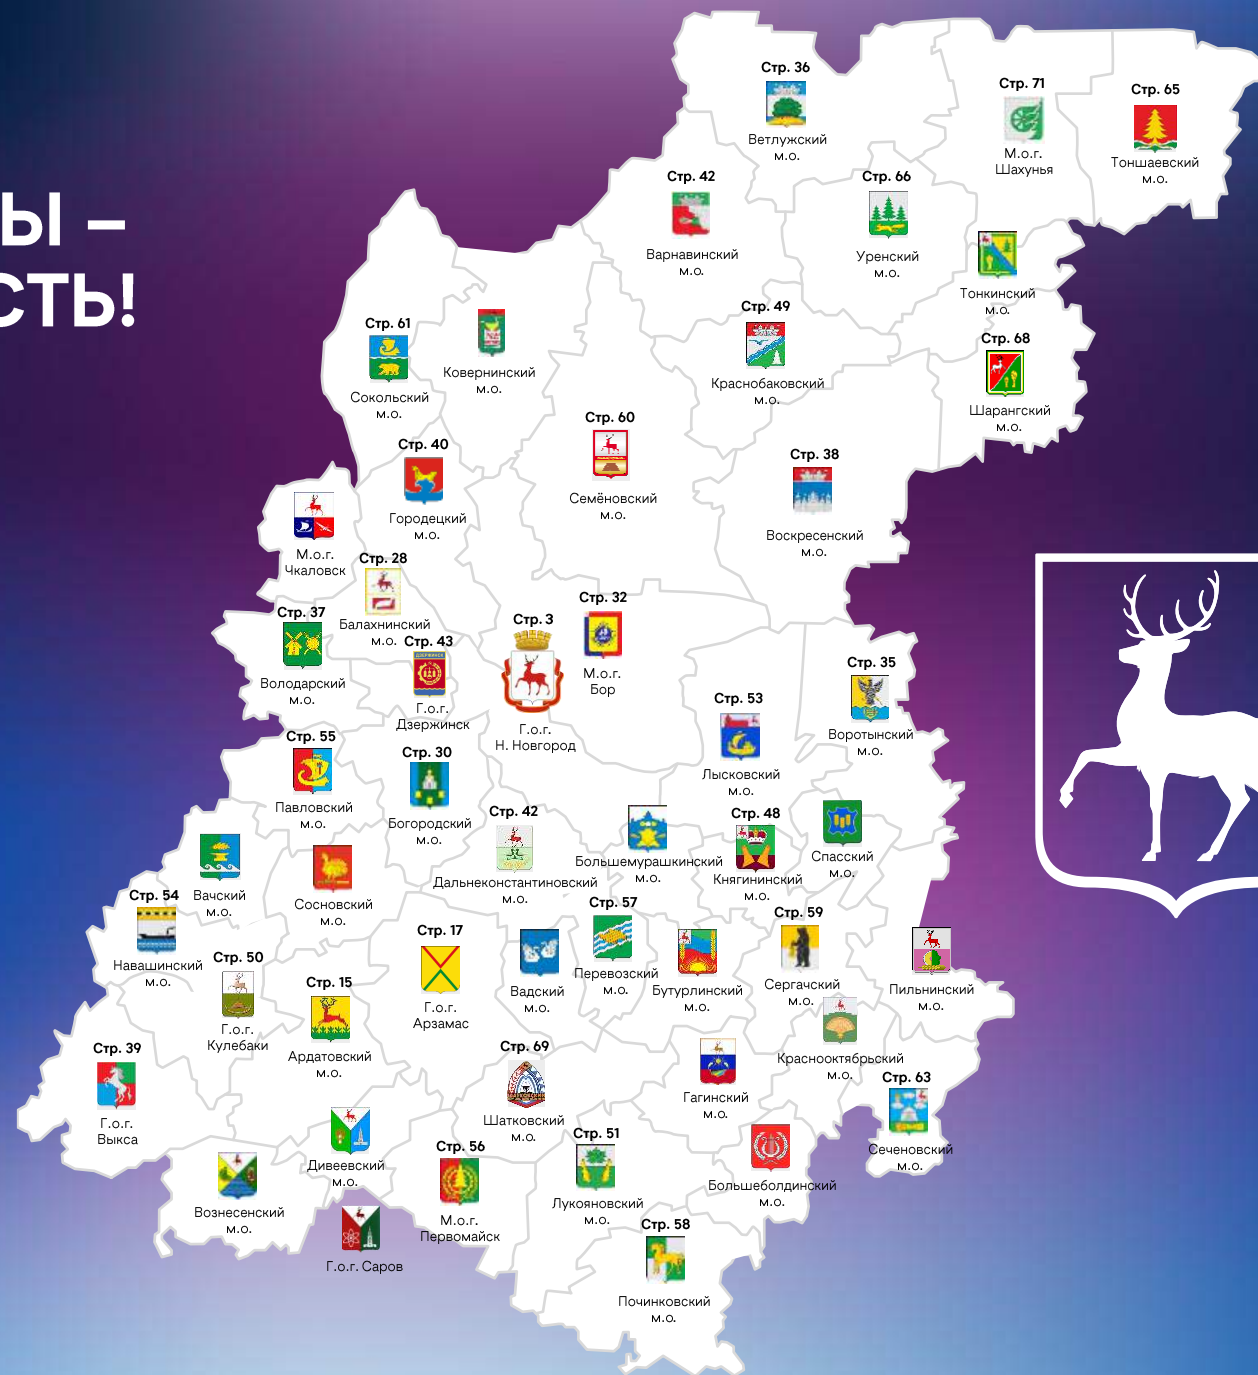 Ы –
СТЬ!
Стр. 36
Ветлужский
м.о.
Стр. 71
М.о.г.
Шахунья
Стр. 65
Тоншаевский
м.о.
Стр. 42
Варнавинский
м.о.
Стр. 66
Уренский
м.о.
Тонкинский
м.о.
Стр. 49
Краснобаковский
м.о.
Стр. 68
Шарангский
м.о.
Стр. 61
Сокольский
м.о.
Ковернинский
м.о.
Стр. 60
Семёновский
м.о.
Стр. 40
Городецкий
м.о.
Стр. 38
Воскресенский
м.о.
М.о.г.
Чкаловск
Стр. 28
Балахнинский
м.о.
Стр. 37
Володарский
м.о.
Стр. 43
ДЗЕРЖИНСК
Г.о.г.
Дзержинск
Стр. 3
Г.о.г.
Н. Новгород
Стр. 32
М.о.г.
Бор
Стр. 35
Воротынский
м.о.
Стр. 53
Лысковский
м.о.
Стр. 55
Павловский
м.о.
Стр. 30
Богородский
м.о.
Стр. 42
Дальнеконстантиновский
м.о.
Большемурашкинский
м.о.
Стр. 48
Княгининский
м.о.
Спасский
м.о.
Вачский
м.о.
Сосновский
м.о.
Стр. 54
Навашинский
м.о.
Стр. 50
Г.о.г.
Кулебаки
Стр. 15
Ардатовский
м.о.
Стр. 17
Г.о.г.
Арзамас
Вадский
м.о.
Стр. 57
Перевозский
м.о.
Бутурлинский
м.о.
Стр. 59
Сергачский
м.о.
Пильнинский
м.о.
Краснооктябрьский
м.о.
Стр. 39
Г.о.г.
Выкса
Стр. 69
Шатковский
м.о.
Гагинский
м.о.
Стр. 63
Сеченовский
м.о.
Дивеевский
м.о.
Вознесенский
м.о.
Г.о.г. Саров
Стр. 56
М.о.г.
Первомайск
Стр. 51
Лукояновский
м.о.
Большеболдинский
м.о.
Стр. 58
Починковский
м.о.